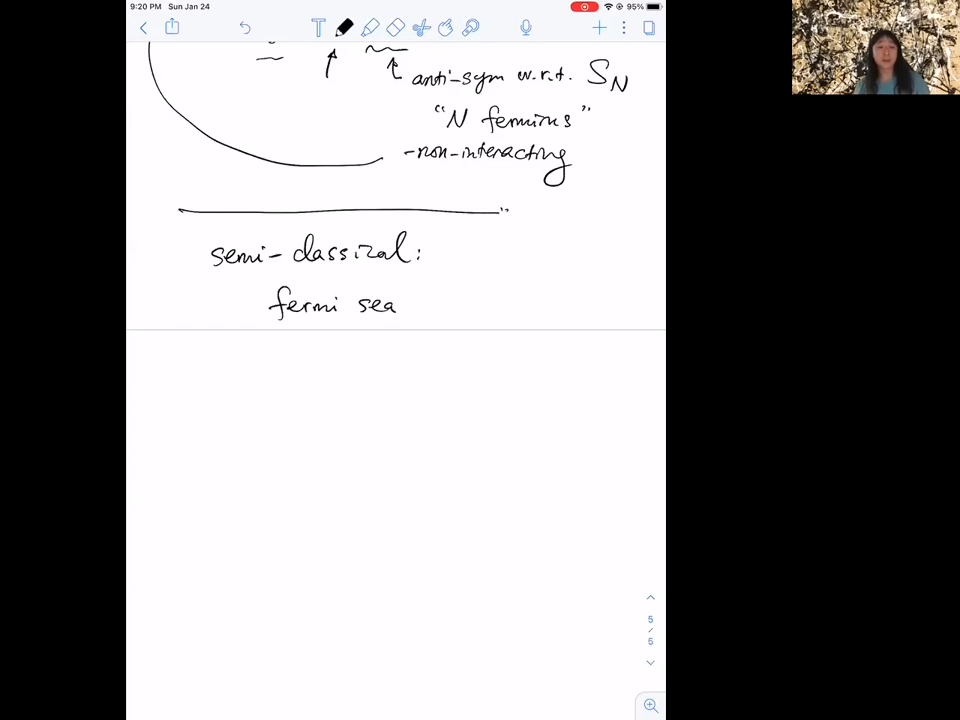 9:20 PM Sun Jan 24
95%
T
anti-sym w.r.t. S_N
"N fermions"
-non-interacting
semi-classical:
fermi sea
5
/
5